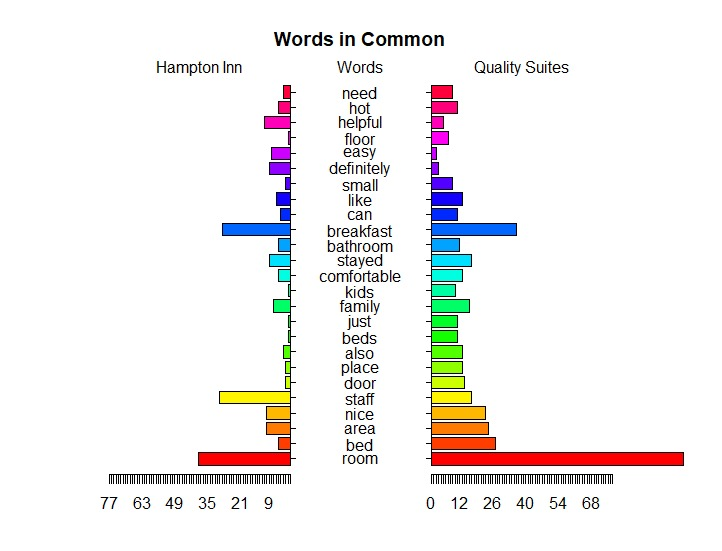 Words in Common
Hampton Inn Words Quality Suites
need
hot
helpful
floor
easy
definitely
small
like
can
breakfast
bathroom
stayed
comfortable
kids
family
just
beds
also
place
door
staff
nice
area
bed
room
77 63 49 35 21 9 0 12 26 40 54 68